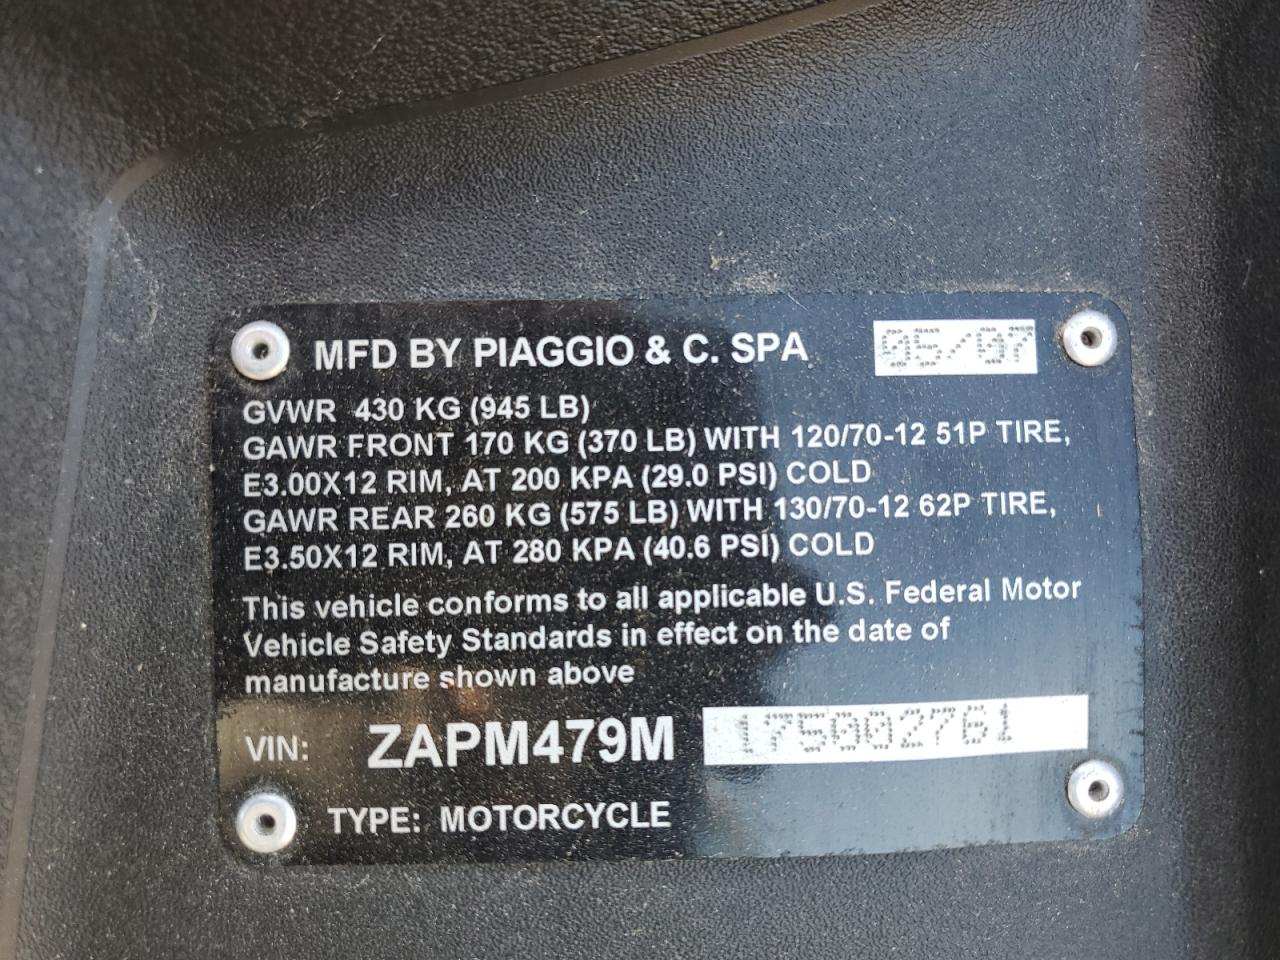 MFD BY PIAGGIO & C. SPA 05/07
GVWR 430 KG (945 LB)
GAWR FRONT 170 KG (370 LB) WITH 120/70-12 51P TIRE,
E3.00X12 RIM, AT 200 KPA (29.0 PSI) COLD
GAWR REAR 260 KG (575 LB) WITH 130/70-12 62P TIRE,
E3.50X12 RIM, AT 280 KPA (40.6 PSI) COLD
This vehicle conforms to all applicable U.S. Federal Motor
Vehicle Safety Standards in effect on the date of
manufacture shown above
VIN: ZAPM479M 175002761
TYPE: MOTORCYCLE